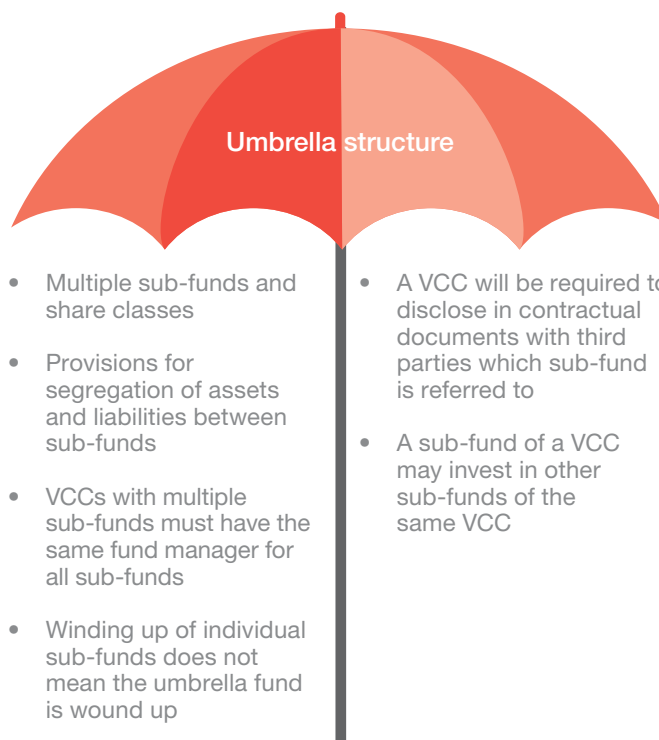 Umbrella structure
• Multiple sub-funds and
share classes
• Provisions for
segregation of assets
and liabilities between
sub-funds
• VCCs with multiple
sub-funds must have the
same fund manager for
all sub-funds
• Winding up of individual
sub-funds does not
mean the umbrella fund
is wound up
• A VCC will be required to
disclose in contractual
documents with third
parties which sub-fund
is referred to
• A sub-fund of a VCC
may invest in other
sub-funds of the
same VCC